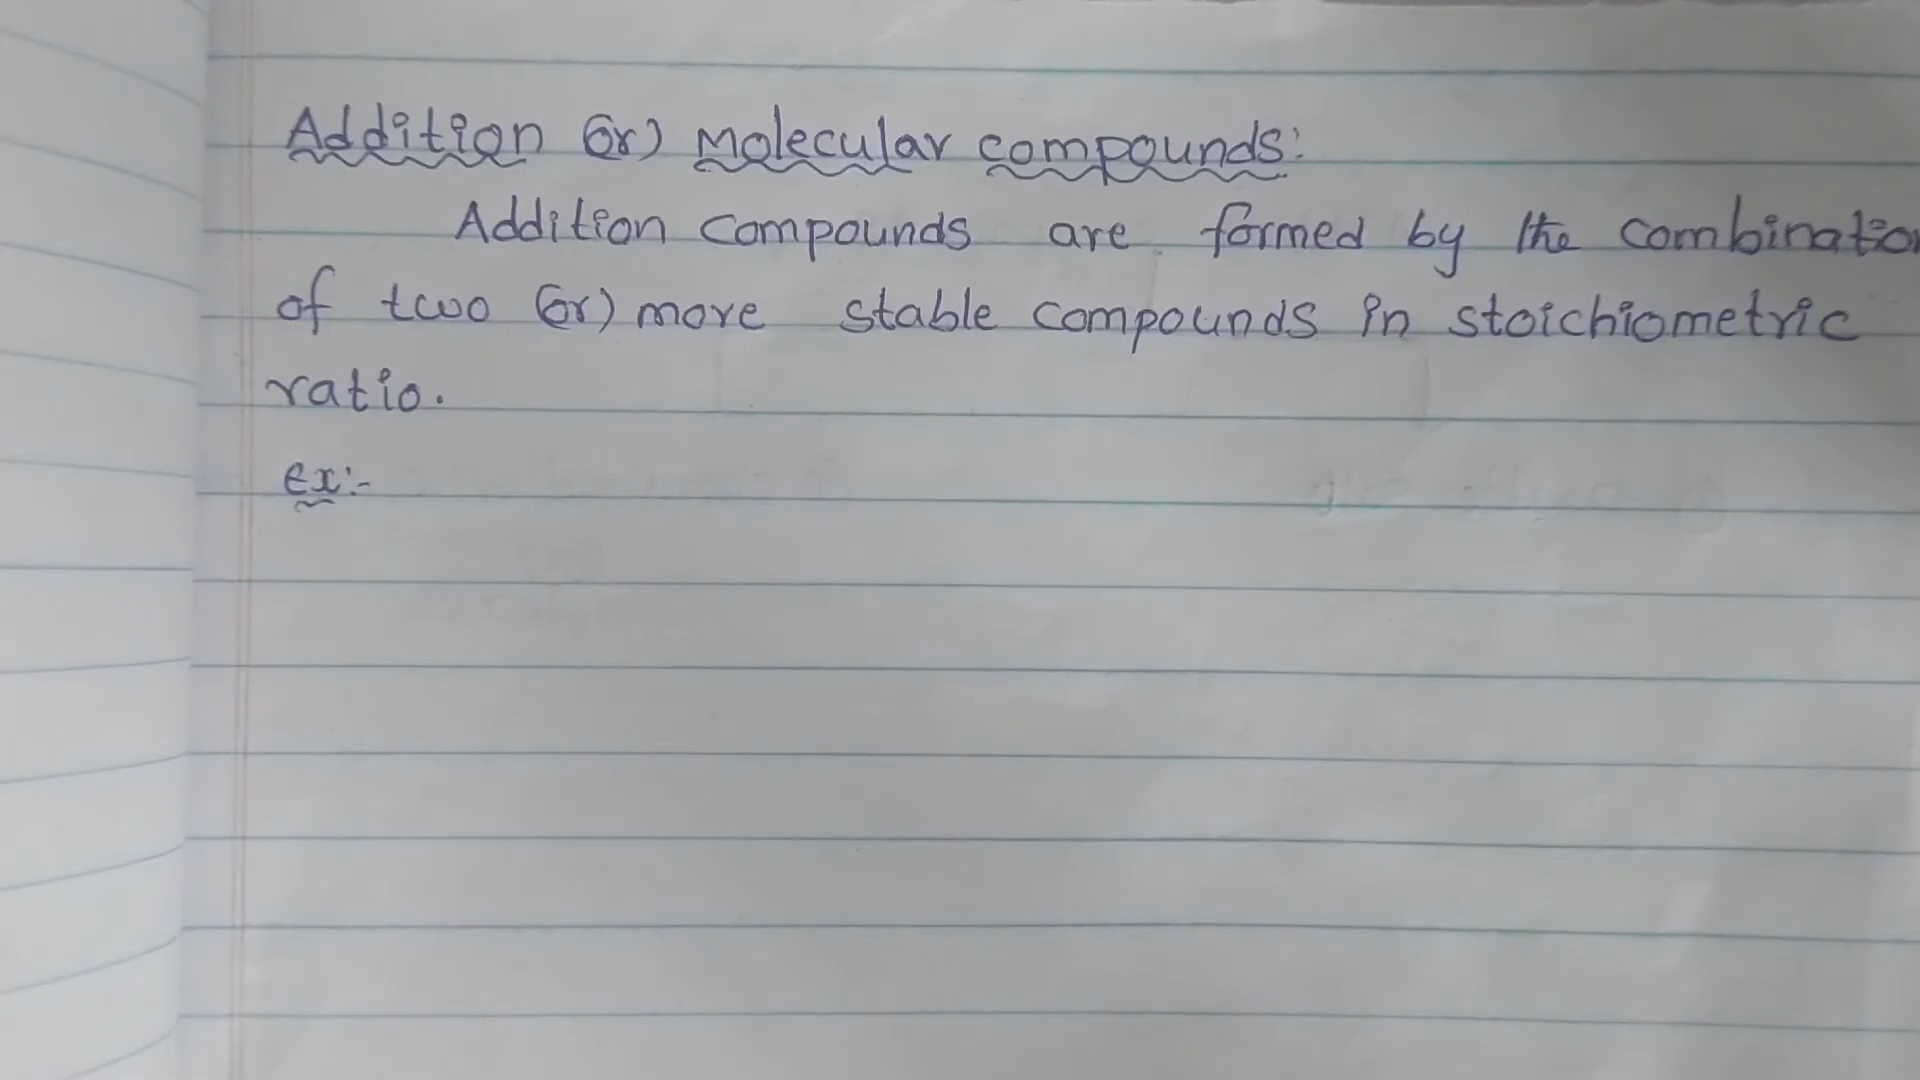 Addition (or) Molecular compounds:
Addition compounds are formed by the combinatio
of two (or) more stable compounds in stoichiometric
ratio.
ex:-